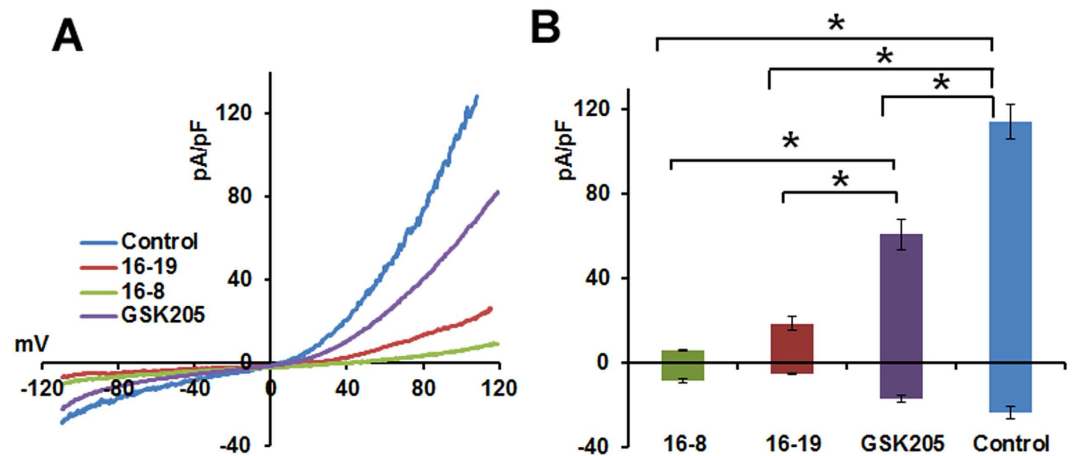 A
120
80
40
0
-40
pA/pF
mV
-120 -80 -40 0 40 80 120
Control
16-19
16-8
GSK205
B
* * * * *
120
80
40
0
-40
pA/pF
16-8 16-19 GSK205 Control